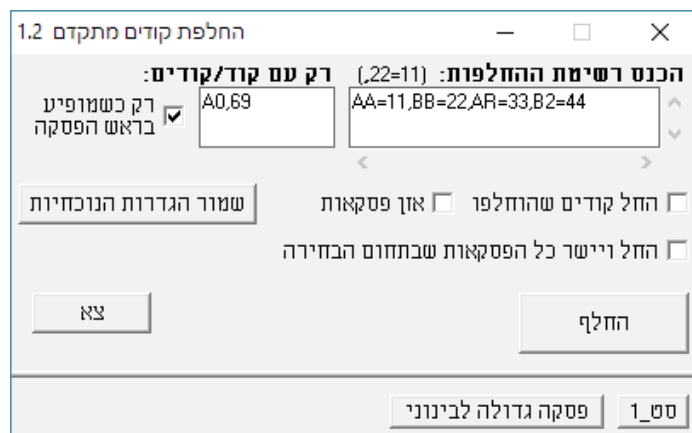 החלפת קודים מתקדם 1.2
הכנס רשימת ההחלפות: (11=22,) רק עם קוד/קודים:
AA=11,BB=22,AR=33,B2=44
A0,69
רק כשמופיע
בראש הפסקה
החל קודים שהוחלפו
אזן פסקאות
שמור הגדרות הנוכחיות
החל ויישר כל הפסקאות שבתחום הבחירה
החלף
צא
סט_1
פסקה גדולה לבינוני